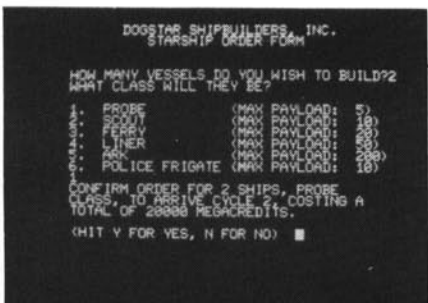 DOGSTAR SHIPBUILDERS, INC.
STARSHIP ORDER FORM
HOW MANY VESSELS DO YOU WISH TO BUILD?2
WHAT CLASS WILL THEY BE?
1. PROBE (MAX PAYLOAD: 5)
2. SCOUT (MAX PAYLOAD: 10)
3. FERRY (MAX PAYLOAD: 20)
4. LINER (MAX PAYLOAD: 50)
5. ARK (MAX PAYLOAD: 200)
6. POLICE FRIGATE (MAX PAYLOAD: 10)
1
CONFIRM ORDER FOR 2 SHIPS, PROBE
CLASS, TO ARRIVE CYCLE 2, COSTING A
TOTAL OF 20000 MEGACREDITS.
(HIT Y FOR YES, N FOR NO)